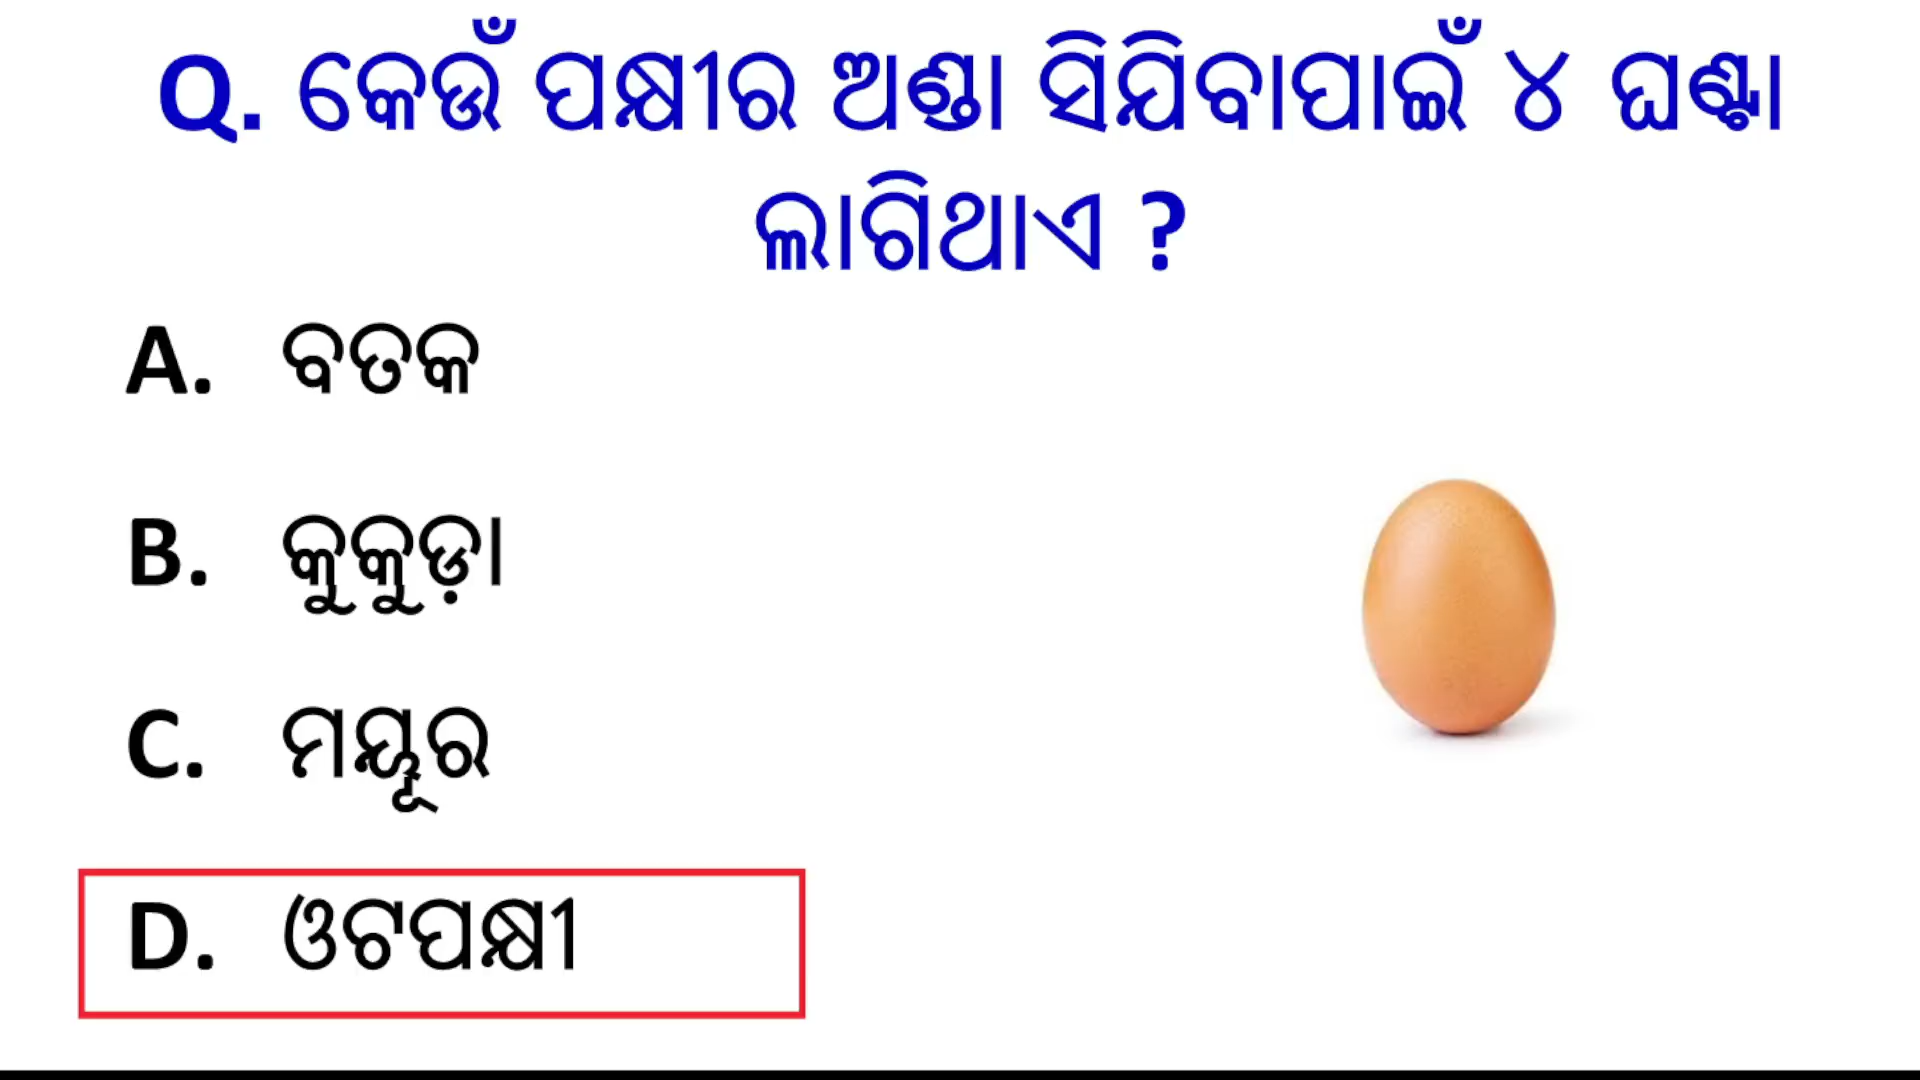 Q. କେଉଁ ପକ୍ଷୀର ଅଣ୍ଡା ସିଯିବାପାଇଁ ୪ ଘଣ୍ଟା
ଲାଗିଥାଏ ?
A. ବତକ
B. କୁକୁଡ଼ା
C. ମୟୂର
D. ଓଟପକ୍ଷୀ